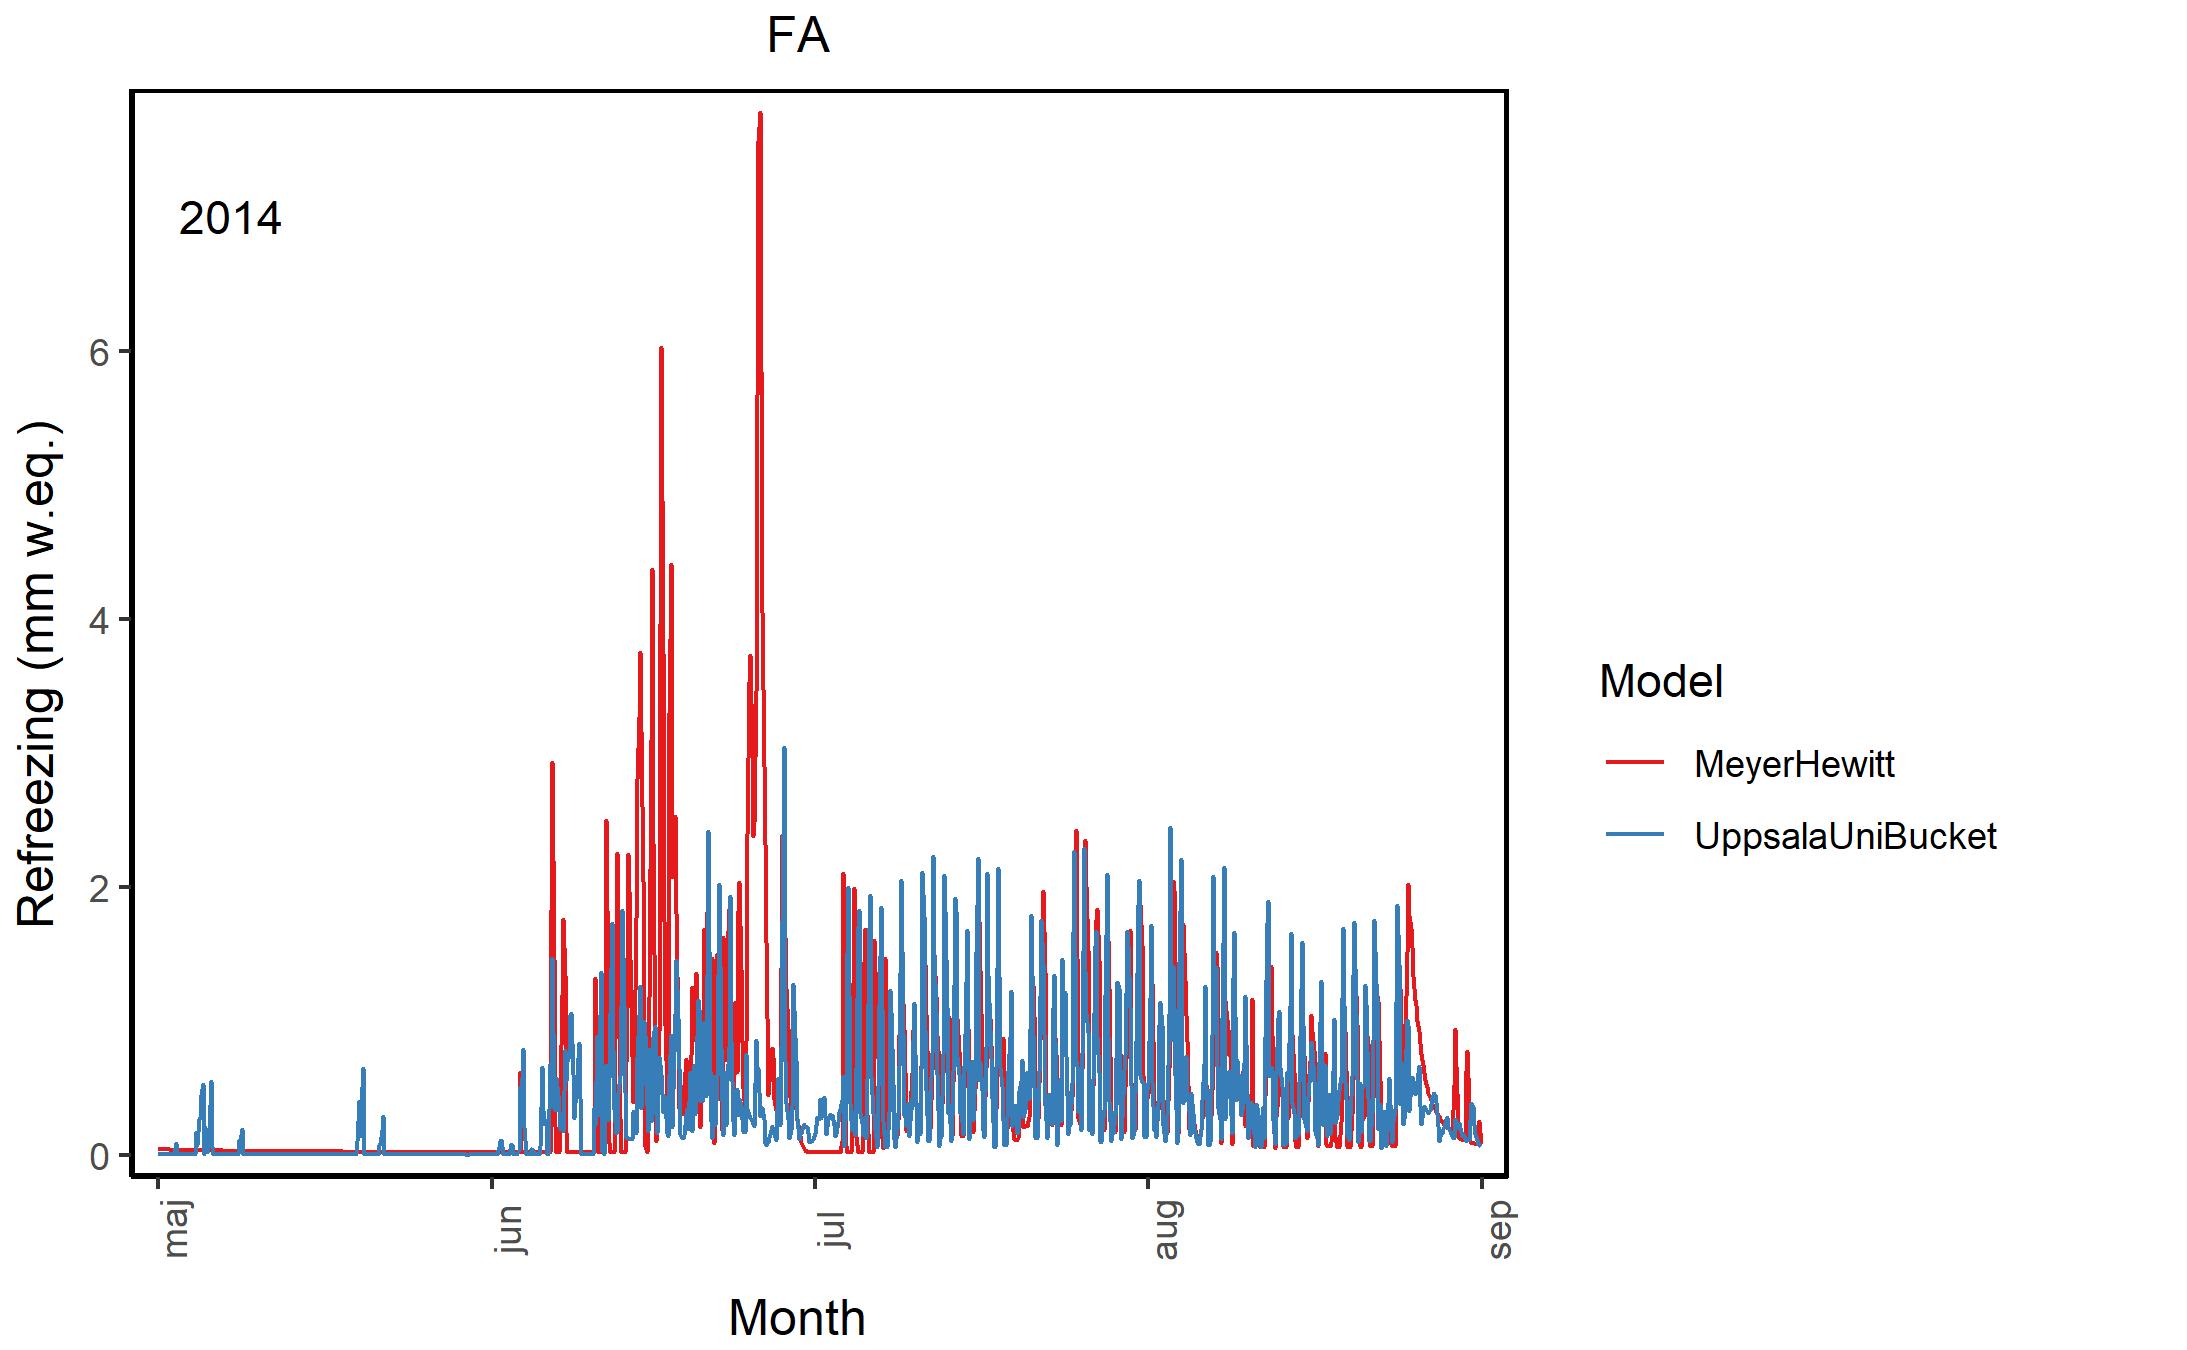 FA
2014
6
4
2
0
Refreezing (mm w.eq.)
maj
jun
jul
aug
sep
Month
Model
MeyerHewitt
UppsalaUniBucket